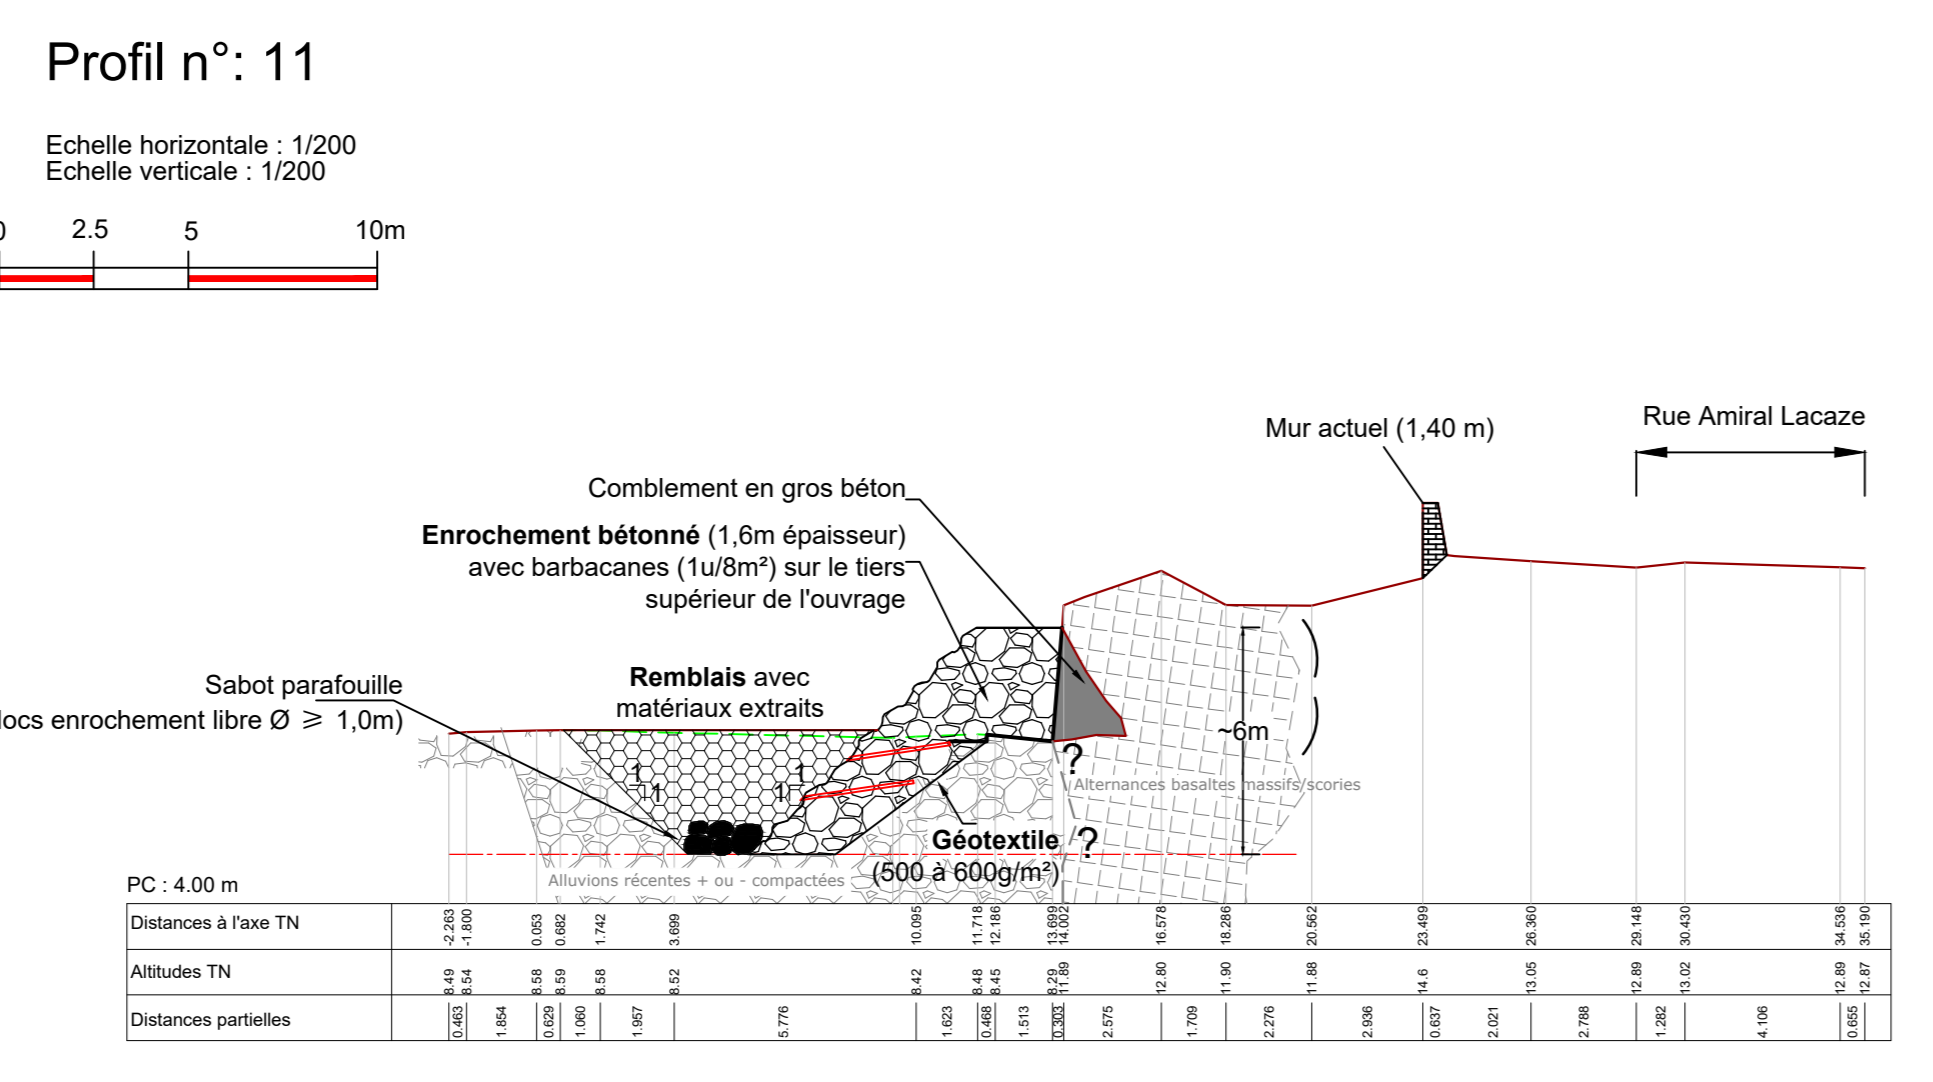 Profil n°: 11
Echelle horizontale : 1/200
Echelle verticale : 1/200
0 2.5 5 10m
Rue Amiral Lacaze
Mur actuel (1,40 m)
Comblement en gros béton
Enrochement bétonné (1,6m épaisseur)
avec barbacanes (1u/8m²) sur le tiers
supérieur de l'ouvrage
Remblais avec
matériaux extraits
Sabot parafouille
locs enrochement libre Ø ⩾ 1,0m)
~6m
1 1
1 1
?
Alternances basaltes massifs/scories
?
Géotextile
(500 à 600g/m²)
Alluvions récentes + ou - compactées
PC : 4.00 m
Distances à l'axe TN -2.263 -1.800 0.053 0.682 1.742 3.699 10.095 11.718 12.186 13.699 14.002 16.578 18.286 20.562 23.499 26.360 29.148 30.430 34.536 35.190
Altitudes TN 8.49 8.54 8.58 8.59 8.58 8.52 8.42 8.48 8.45 8.29 11.89 12.80 11.90 11.88 14.6 13.05 12.89 13.02 12.89 12.87
Distances partielles 0.463 1.854 0.629 1.060 1.957 5.776 1.623 0.468 1.513 0.303 2.575 1.709 2.276 2.936 0.637 2.021 2.788 1.282 4.106 0.655